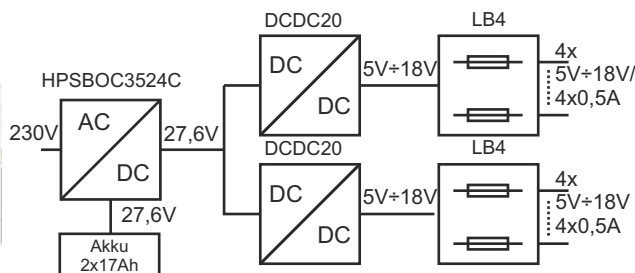 DCDC20
LB4
HPSBOC3524C
DC
DC
5V÷18V
4x
5V÷18V/
4x0,5A
AC
DC
230V
27,6V
DCDC20
LB4
27,6V
DC
DC
5V÷18V
4x
5V÷18V
4x0,5A
Akku
2x17Ah